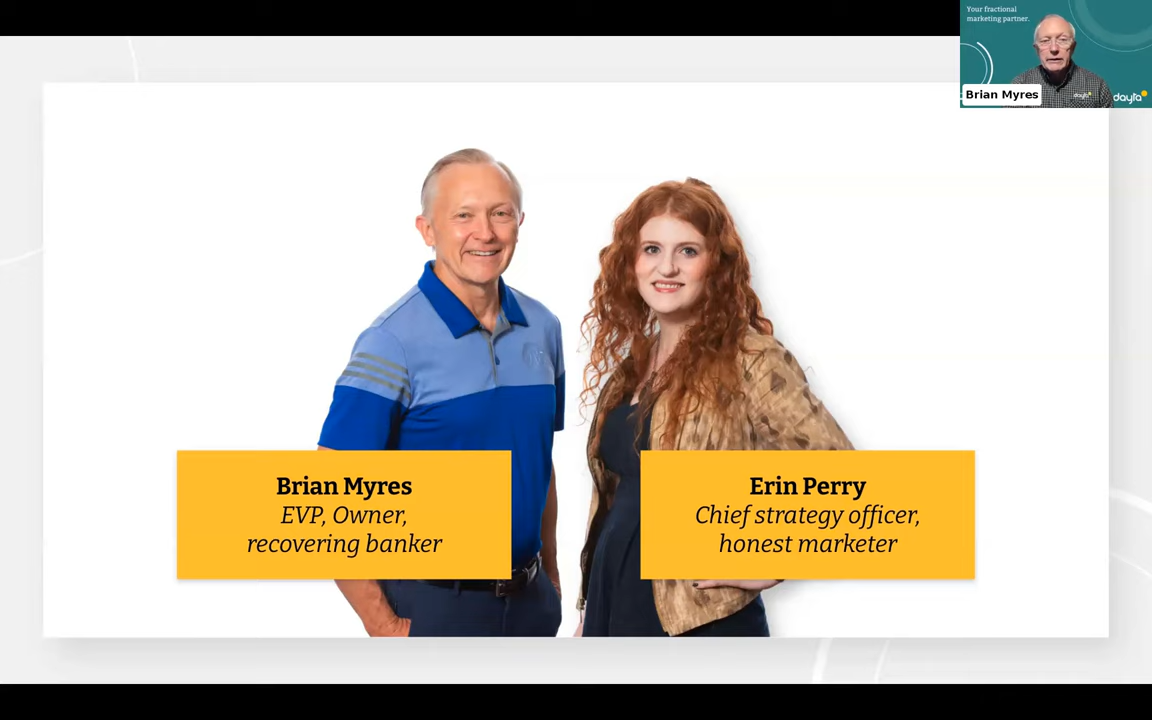 Your fractional
marketing partner.
Brian Myres
dayta
dayta
Brian Myres
EVP, Owner,
recovering banker
Erin Perry
Chief strategy officer,
honest marketer